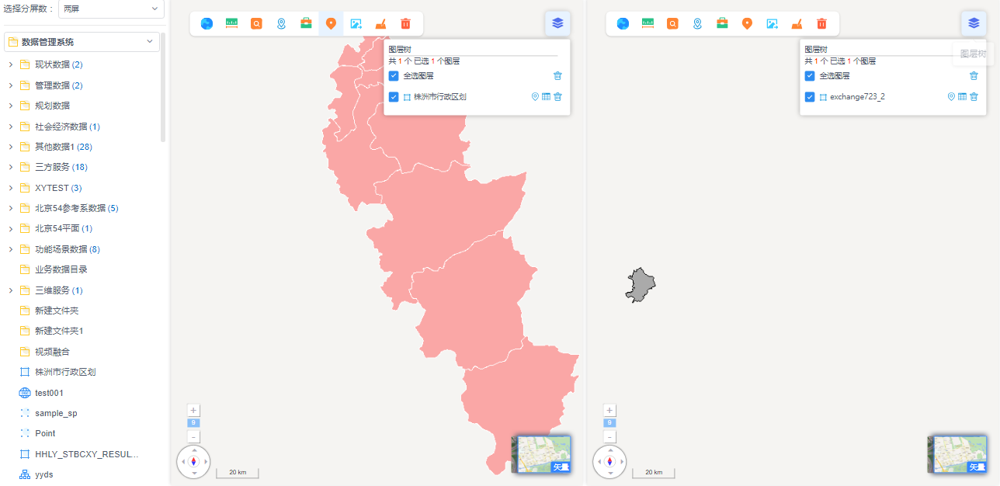 选择分屏数：
两屏
数据管理系统
现状数据 (2)
管理数据 (2)
规划数据
社会经济数据 (1)
其他数据1 (28)
三方服务 (18)
XYTEST (3)
北京54参考系数据 (5)
北京54平面 (1)
功能场景数据 (8)
业务数据目录
三维服务 (1)
新建文件夹
新建文件夹1
视频融合
株洲市行政区划
test001
sample_sp
Point
HHLY_STBCXY_RESUL...
yyds
图层树
共 1 个 已选 1 个图层
全选图层
株洲市行政区划
+
9
-
20 km
矢量
图层树
图层树
共 1 个 已选 1 个图层
全选图层
exchange723_2
+
9
-
20 km
矢量